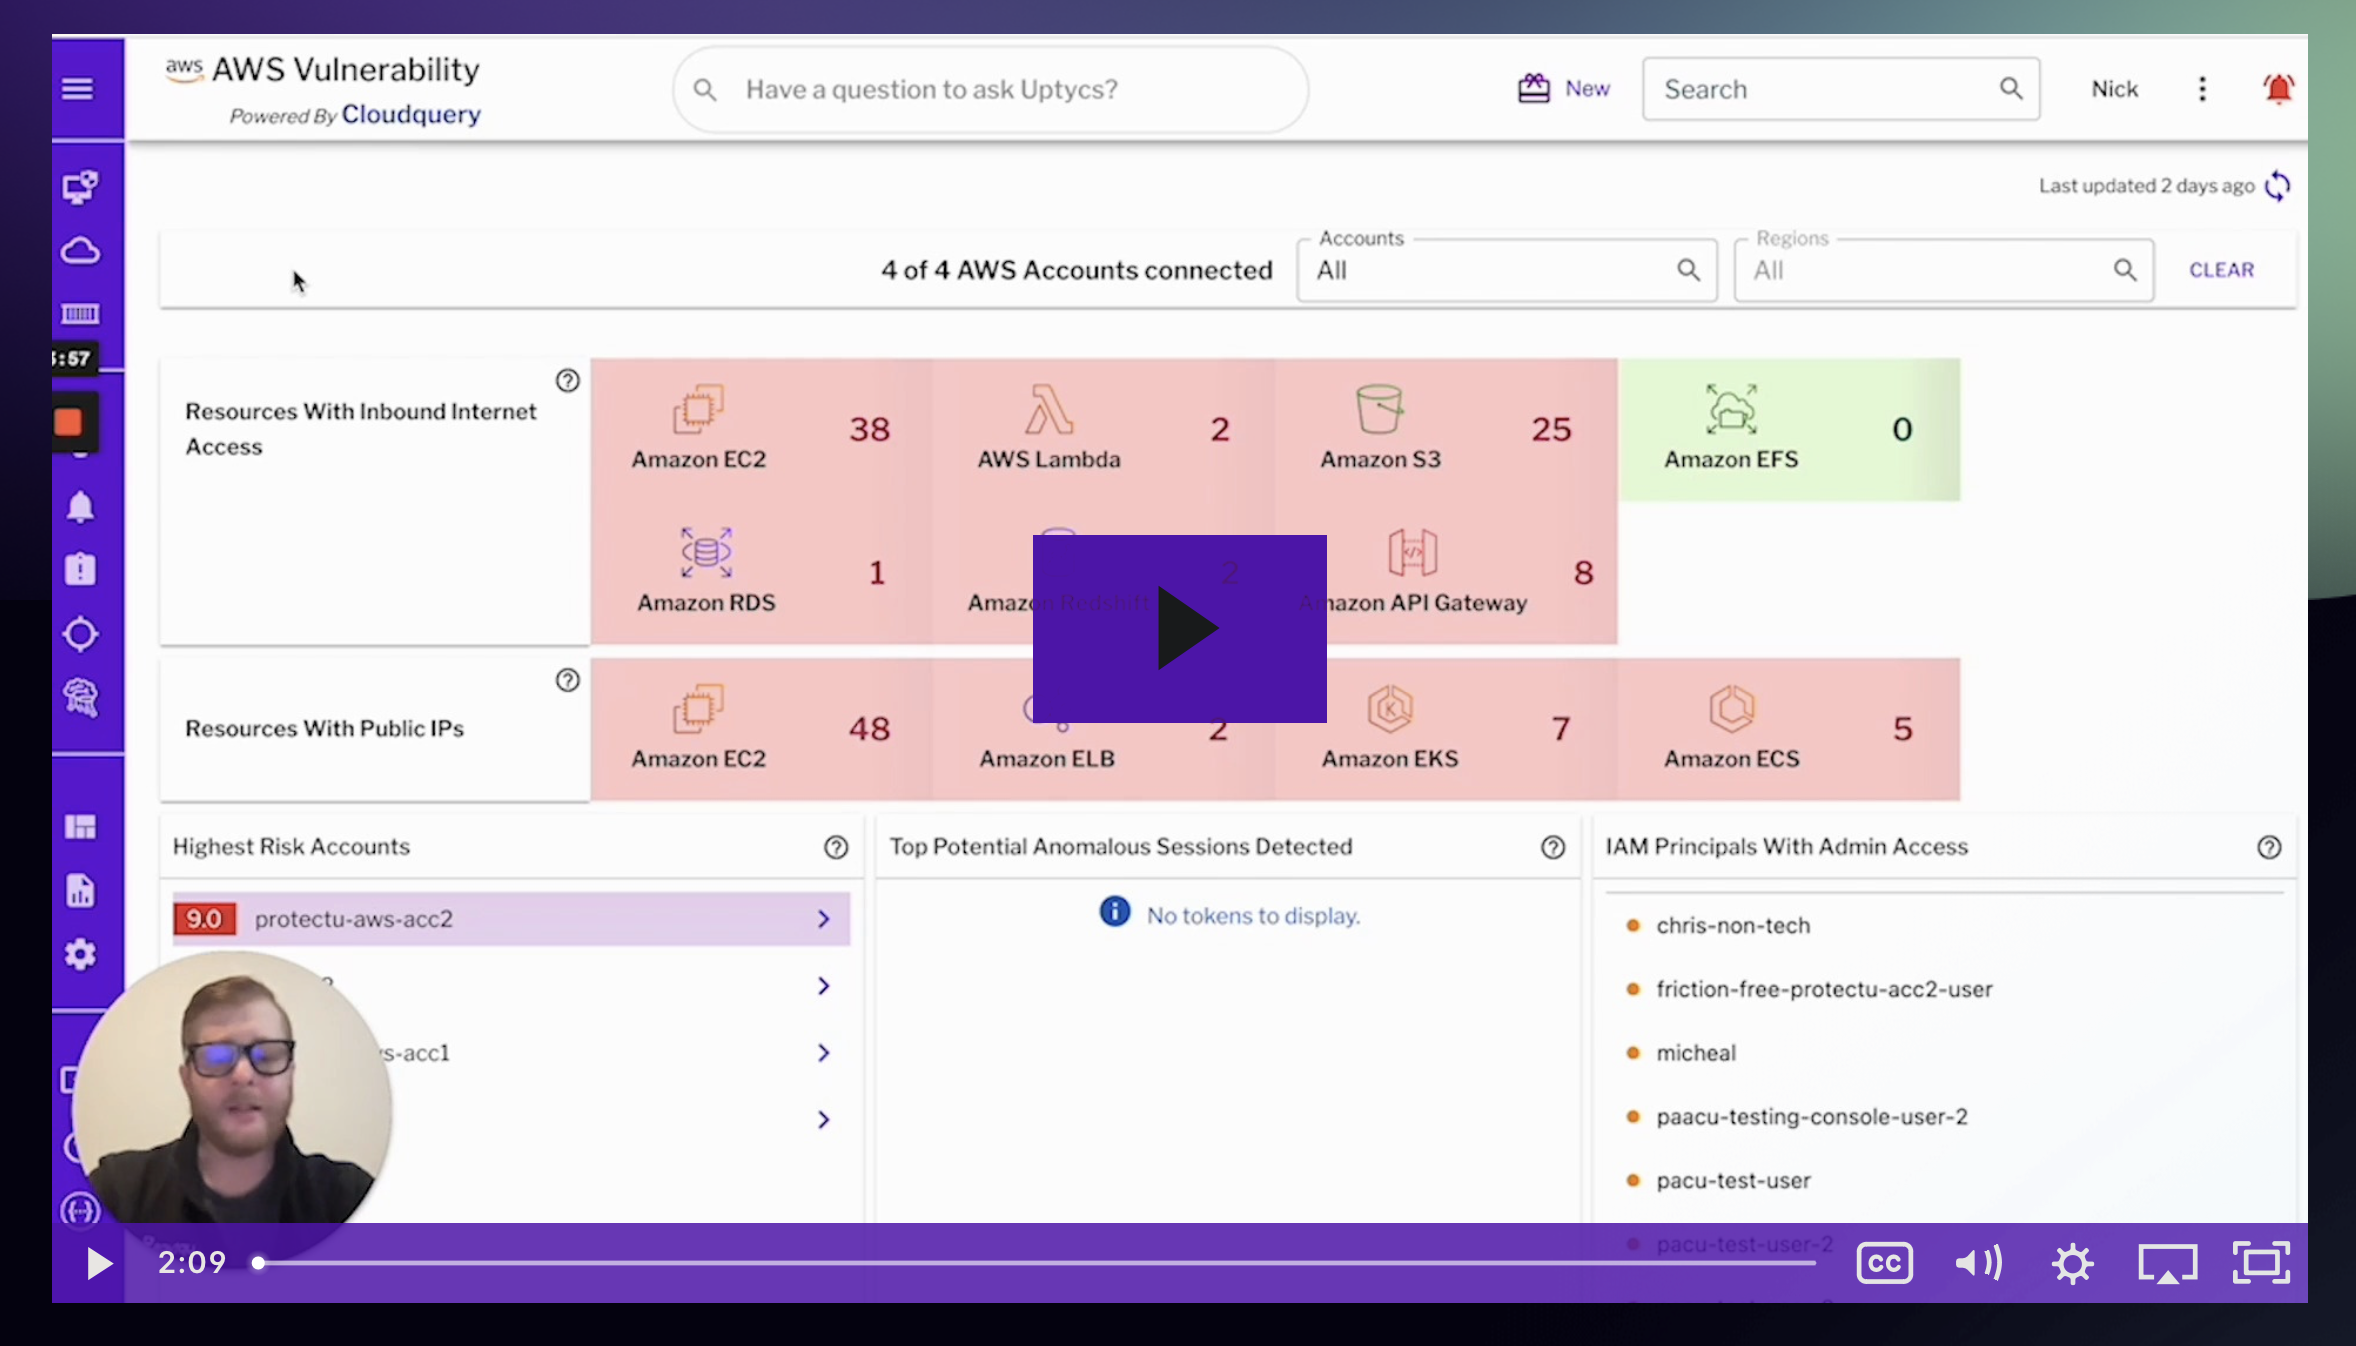 aws AWS Vulnerability
Powered By Cloudquery
Have a question to ask Uptycs?
New
Search
Nick
Last updated 2 days ago
4 of 4 AWS Accounts connected
Accounts
All
Regions
All
CLEAR
:57
Resources With Inbound Internet
Access
Amazon EC2
38
AWS Lambda
2
Amazon S3
25
Amazon EFS
0
Amazon RDS
1
Amazon Redshift
2
Amazon API Gateway
8
Resources With Public IPs
Amazon EC2
48
Amazon ELB
2
Amazon EKS
7
Amazon ECS
5
Highest Risk Accounts
9.0 protectu-aws-acc2
s-acc1
Top Potential Anomalous Sessions Detected
No tokens to display.
IAM Principals With Admin Access
chris-non-tech
friction-free-protectu-acc2-user
micheal
paacu-testing-console-user-2
pacu-test-user
pacu-test-user-2
2:09
CC